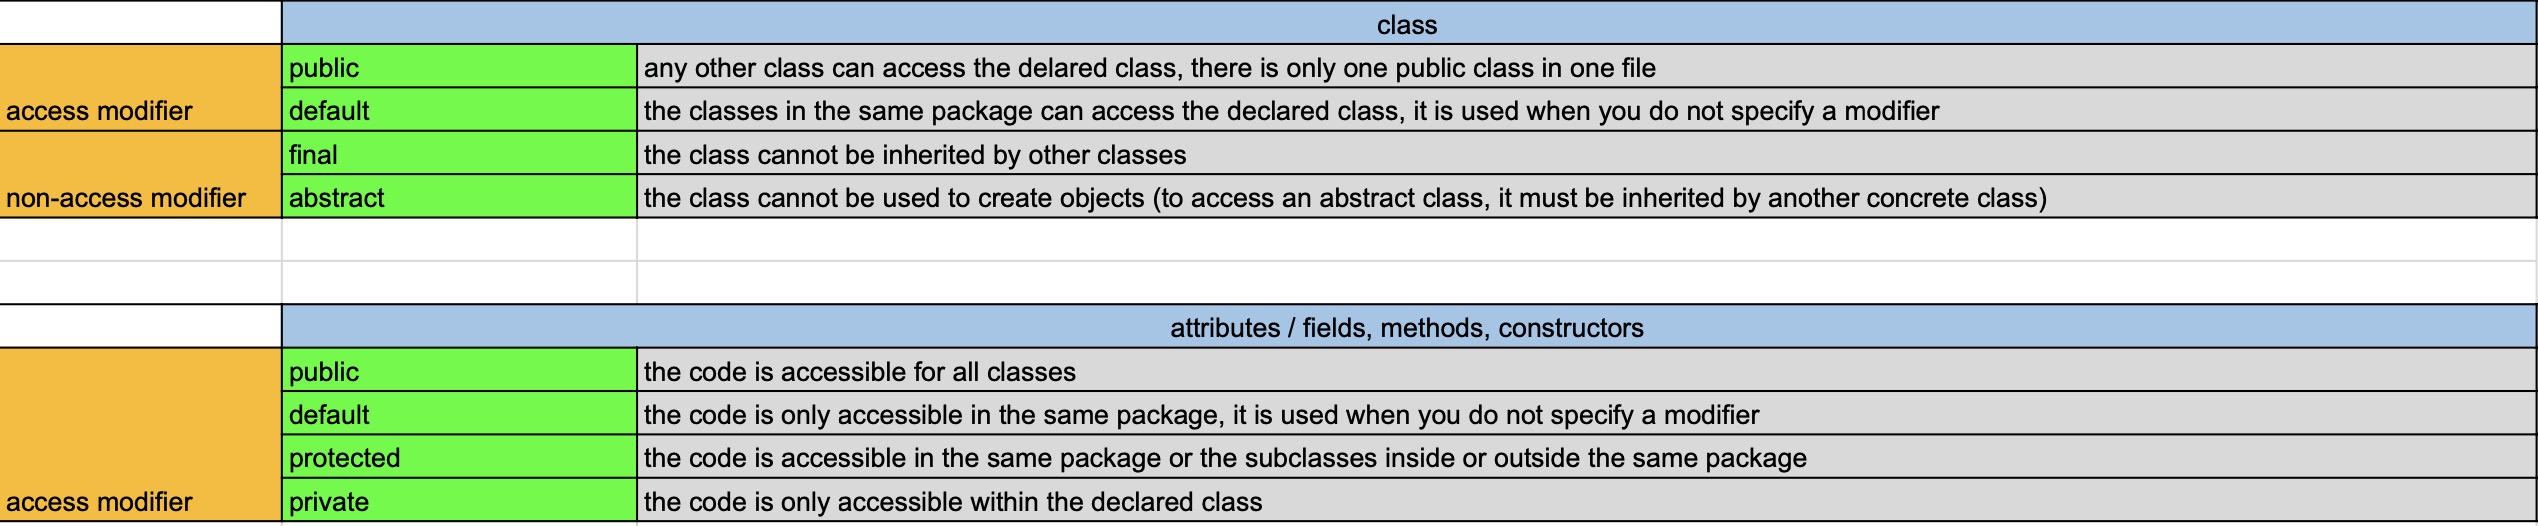 class
public any other class can access the delared class, there is only one public class in one file
access modifier default the classes in the same package can access the declared class, it is used when you do not specify a modifier
final the class cannot be inherited by other classes
non-access modifier abstract the class cannot be used to create objects (to access an abstract class, it must be inherited by another concrete class)
attributes / fields, methods, constructors
public the code is accessible for all classes
default the code is only accessible in the same package, it is used when you do not specify a modifier
protected the code is accessible in the same package or the subclasses inside or outside the same package
access modifier private the code is only accessible within the declared class